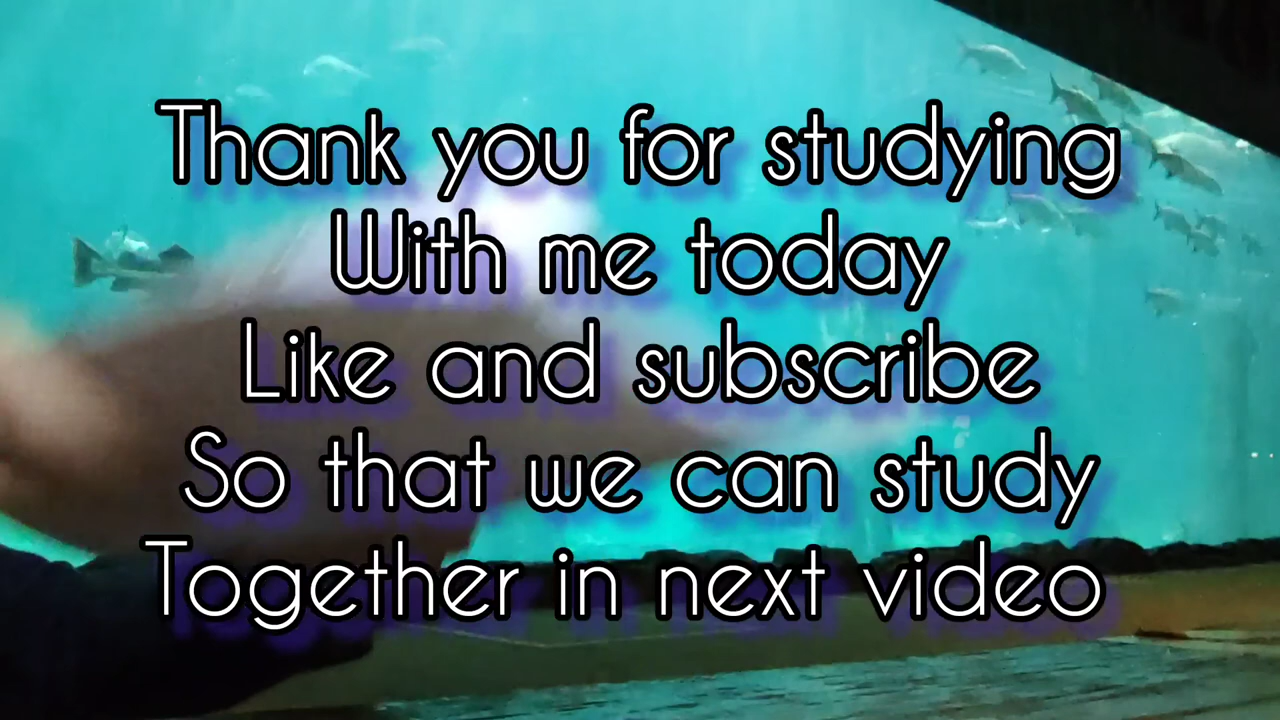 Thank you for studying
With me today
Like and subscribe
So that we can study
Together in next video